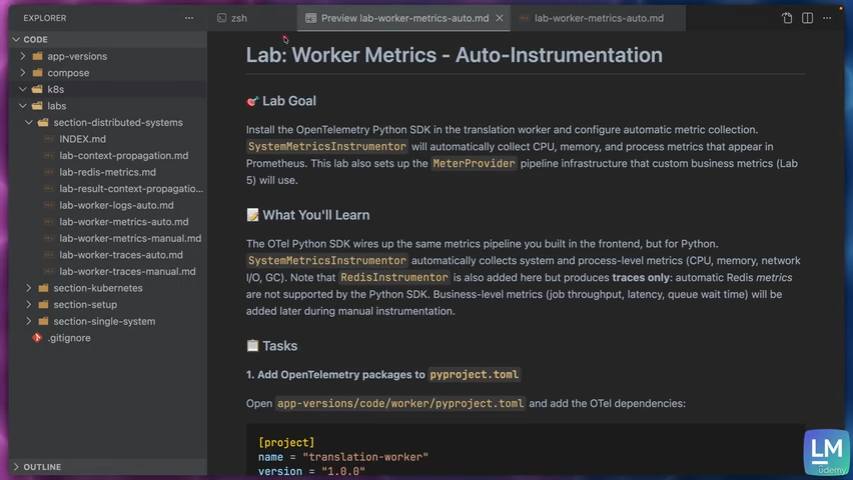 EXPLORER
CODE
app-versions
compose
k8s
labs
section-distributed-systems
INDEX.md
lab-context-propagation.md
lab-redis-metrics.md
lab-result-context-propagatio...
lab-worker-logs-auto.md
lab-worker-metrics-auto.md
lab-worker-metrics-manual.md
lab-worker-traces-auto.md
lab-worker-traces-manual.md
section-kubernetes
section-setup
section-single-system
.gitignore
OUTLINE
zsh
Preview lab-worker-metrics-auto.md
lab-worker-metrics-auto.md
Lab: Worker Metrics - Auto-Instrumentation
Lab Goal
Install the OpenTelemetry Python SDK in the translation worker and configure automatic metric collection.
SystemMetricsInstrumentor will automatically collect CPU, memory, and process metrics that appear in
Prometheus. This lab also sets up the MeterProvider pipeline infrastructure that custom business metrics (Lab
5) will use.
What You'll Learn
The OTel Python SDK wires up the same metrics pipeline you built in the frontend, but for Python.
SystemMetricsInstrumentor automatically collects system and process-level metrics (CPU, memory, network
I/O, GC). Note that RedisInstrumentor is also added here but produces traces only: automatic Redis metrics
are not supported by the Python SDK. Business-level metrics (job throughput, latency, queue wait time) will be
added later during manual instrumentation.
Tasks
1. Add OpenTelemetry packages to pyproject.toml
Open app-versions/code/worker/pyproject.toml and add the OTel dependencies:
[project]
name = "translation-worker"
version = "1.0.0"
LM
udemy